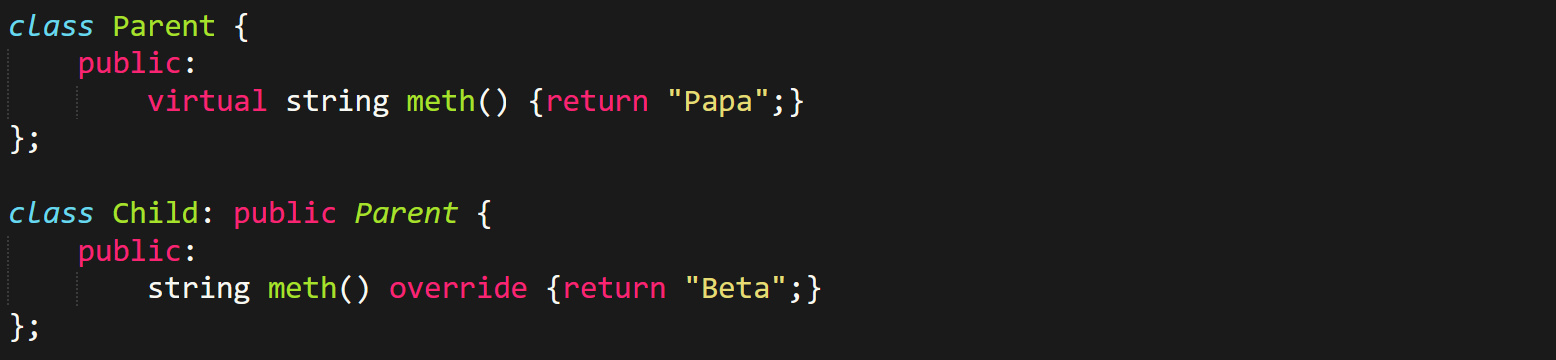 class Parent {
    public:
        virtual string meth() {return "Papa";}
};

class Child: public Parent {
    public:
        string meth() override {return "Beta";}
};